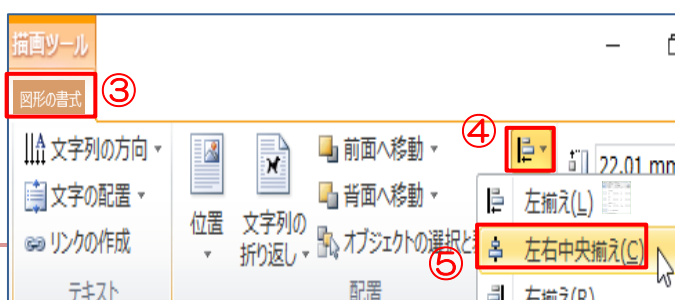 描画ツール
図形の書式
③
④
文字列の方向
文字の配置
リンクの作成
テキスト
位置
文字列の
折り返し
前面へ移動
背面へ移動
オブジェクトの選択と
配置
22.01 mm
左揃え(L)
⑤
左右中央揃え(C)
右揃え(R)